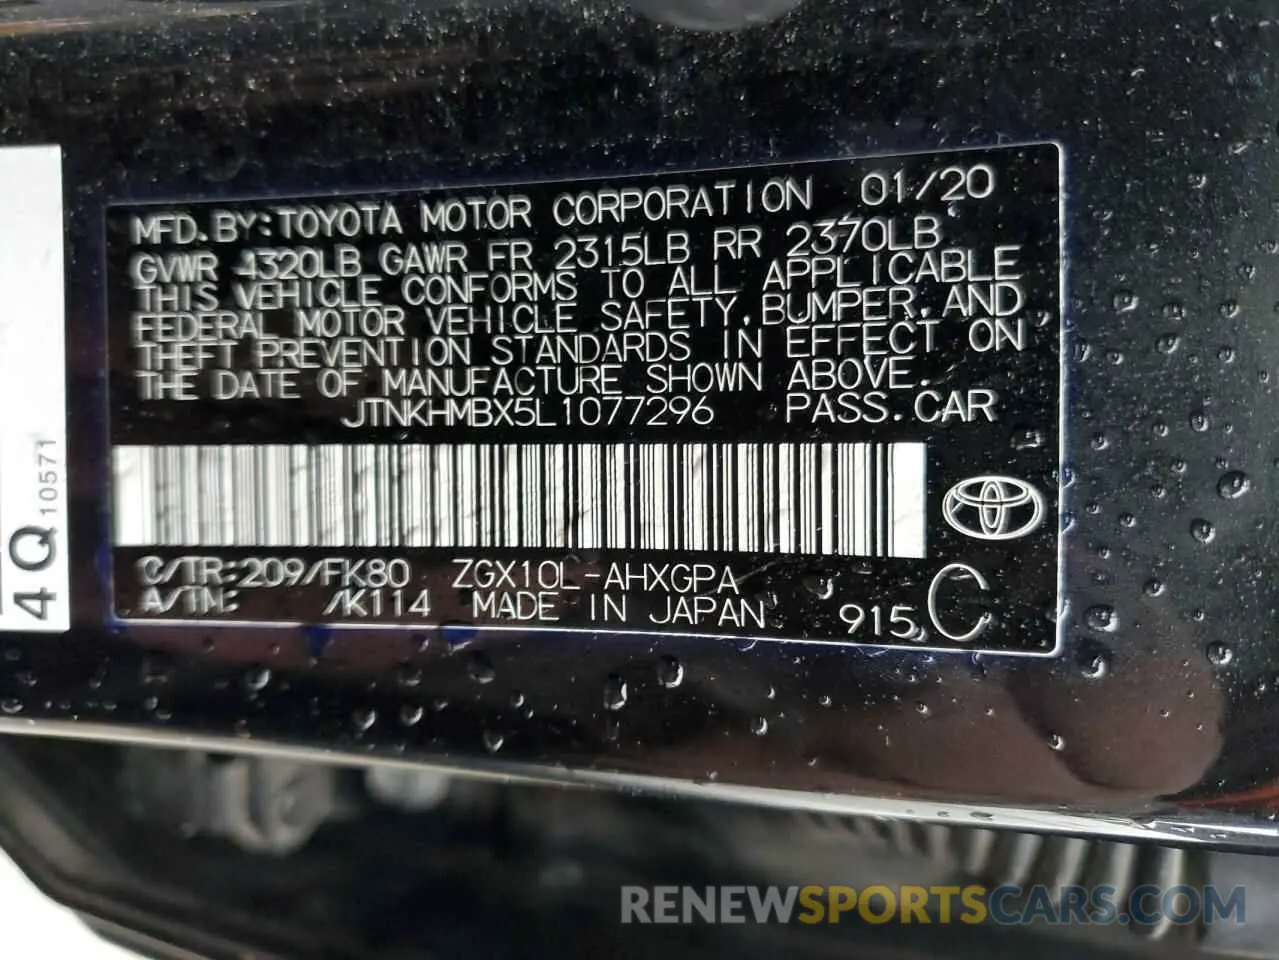 MFD. BY: TOYOTA MOTOR CORPORATION 01/20
GVWR 4320LB GAWR FR 2315LB RR 2370LB
THIS VEHICLE CONFORMS TO ALL APPLICABLE
FEDERAL MOTOR VEHICLE SAFETY, BUMPER, AND
THEFT PREVENTION STANDARDS IN EFFECT ON
THE DATE OF MANUFACTURE SHOWN ABOVE.
JTNKHMBX5L1077296 PASS. CAR
C/TR: 209/FK80 ZGX10L-AHXGPA
A/TN: /K114 MADE IN JAPAN 915 C
4Q 10571
RENEWSPORTSCARS.COM